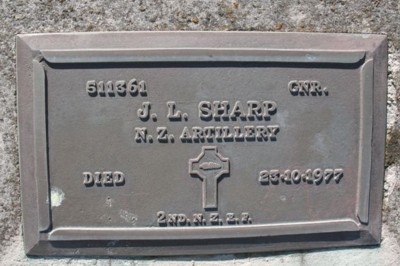 511361 GNR.
J. L. SHARP
N. Z. ARTILLERY
DIED 23-10-1977
2ND. N. Z. E. F.